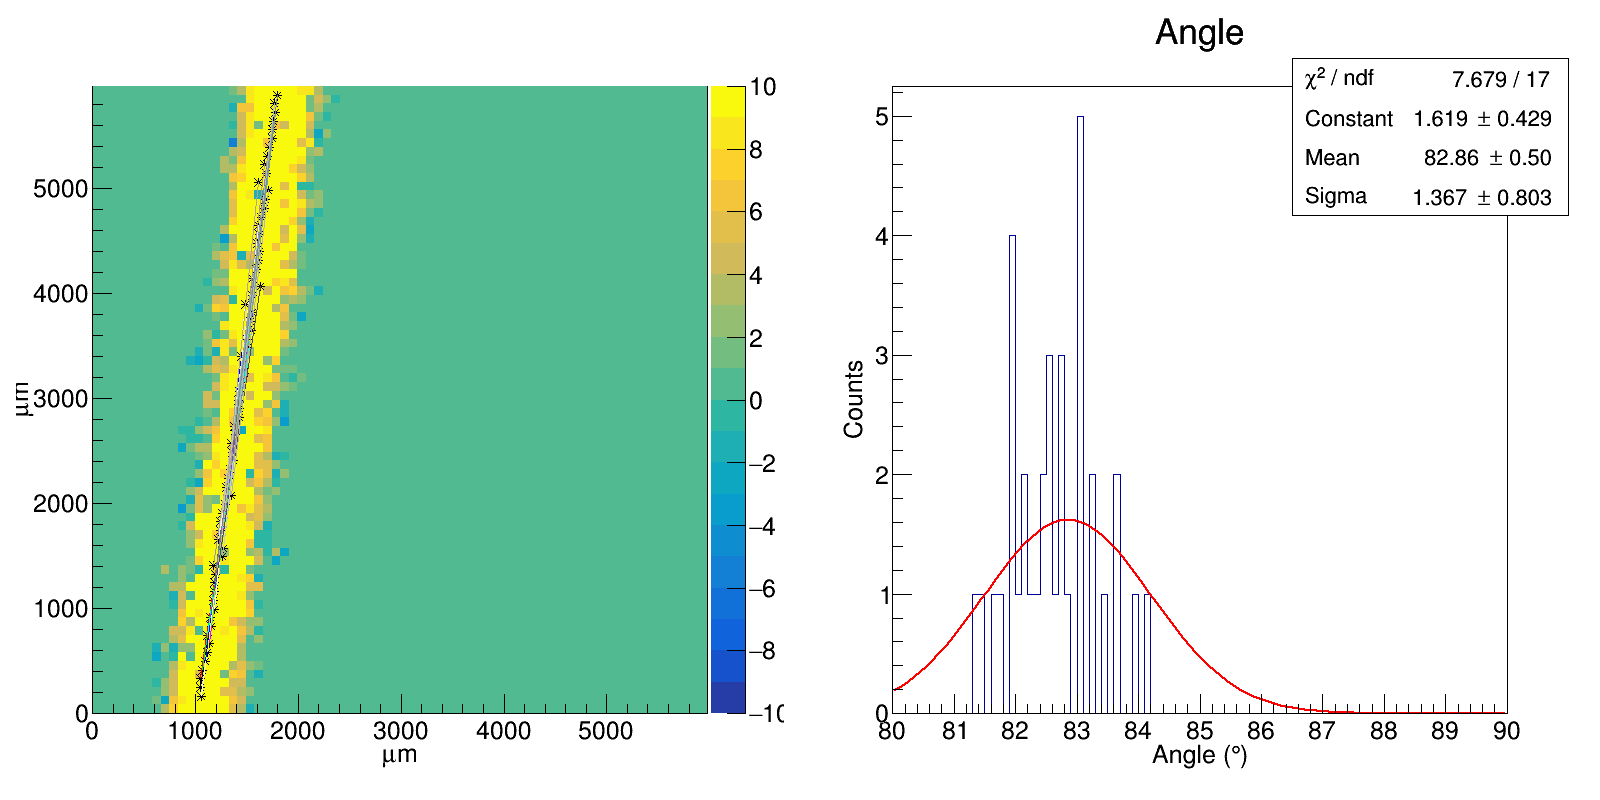 Angle
χ² / ndf 7.679 / 17
Constant 1.619 ± 0.429
Mean 82.86 ± 0.50
Sigma 1.367 ± 0.803
5000
4000
3000
2000
1000
0
μm
0 1000 2000 3000 4000 5000
μm
10
8
6
4
2
0
−2
−4
−6
−8
−10
5
4
3
2
1
0
Counts
80 81 82 83 84 85 86 87 88 89 90
Angle (°)